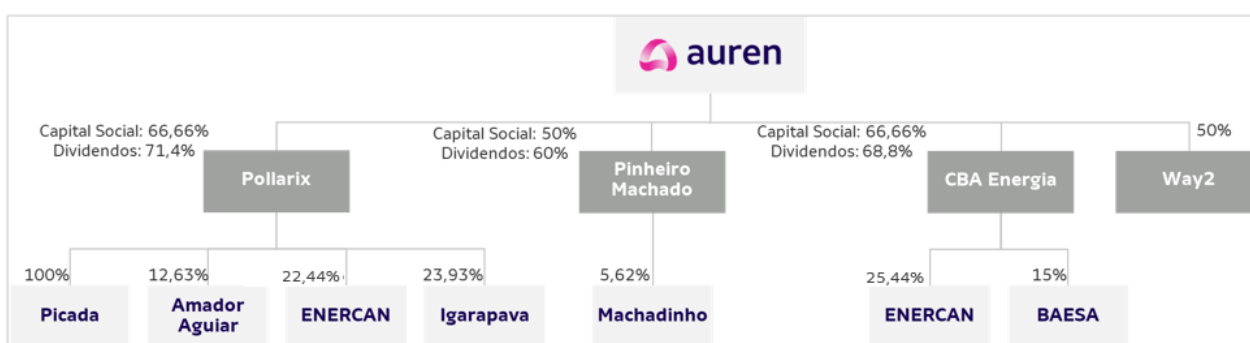 auren
Capital Social: 66,66%
Dividendos: 71,4%
Pollarix
Capital Social: 50%
Dividendos: 60%
Pinheiro
Machado
Capital Social: 66,66%
Dividendos: 68,8%
CBA Energia
50%
Way2
100%
Picada
12,63%
Amador
Aguiar
22,44%
ENERCAN
23,93%
Igarapava
5,62%
Machadinho
25,44%
ENERCAN
15%
BAESA